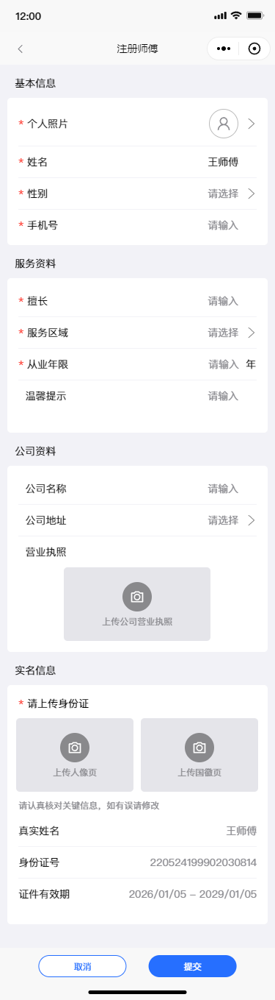 12:00
注册师傅
基本信息
* 个人照片
* 姓名 王师傅
* 性别 请选择
* 手机号 请输入
服务资料
* 擅长 请输入
* 服务区域 请选择
* 从业年限 请输入 年
温馨提示 请输入
公司资料
公司名称 请输入
公司地址 请选择
营业执照
上传公司营业执照
实名信息
* 请上传身份证
上传人像页 上传国徽页
请认真核对关键信息，如有误请修改
真实姓名 王师傅
身份证号 220524199902030814
证件有效期 2026/01/05 – 2029/01/05
取消 提交